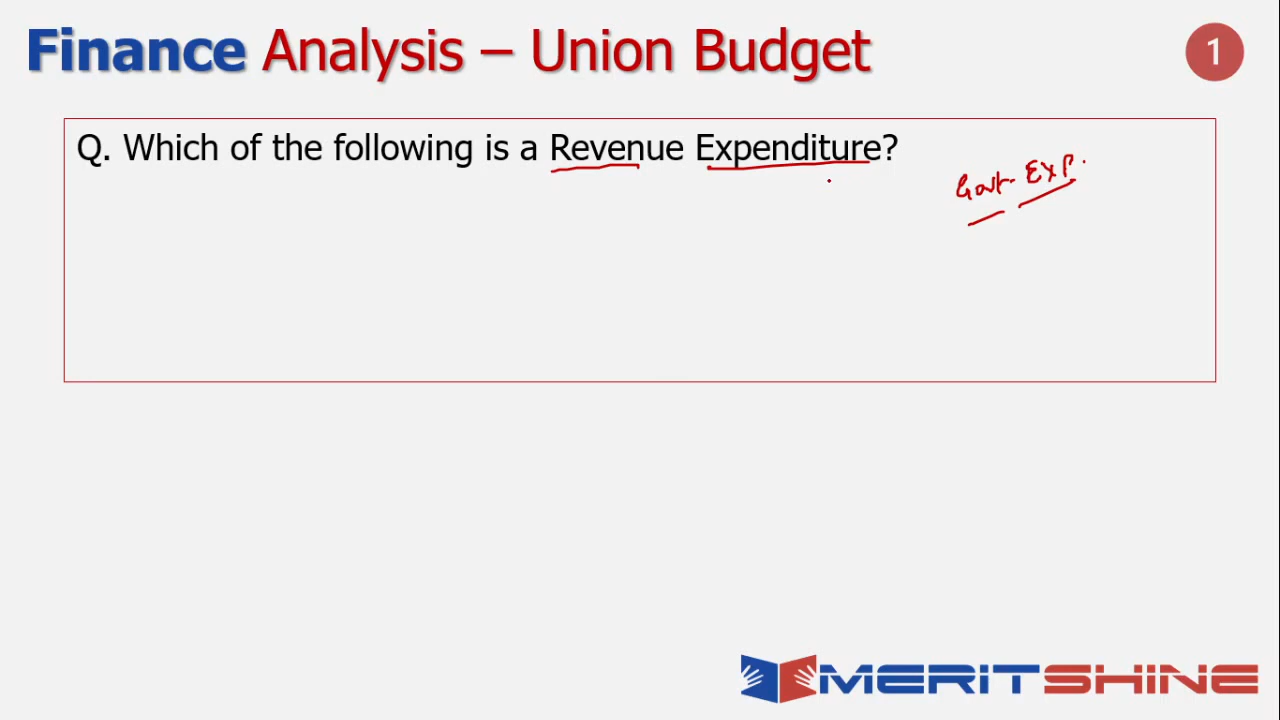 Finance Analysis – Union Budget
1
Q. Which of the following is a Revenue Expenditure?
Govt. Exp.
MERITSHINE